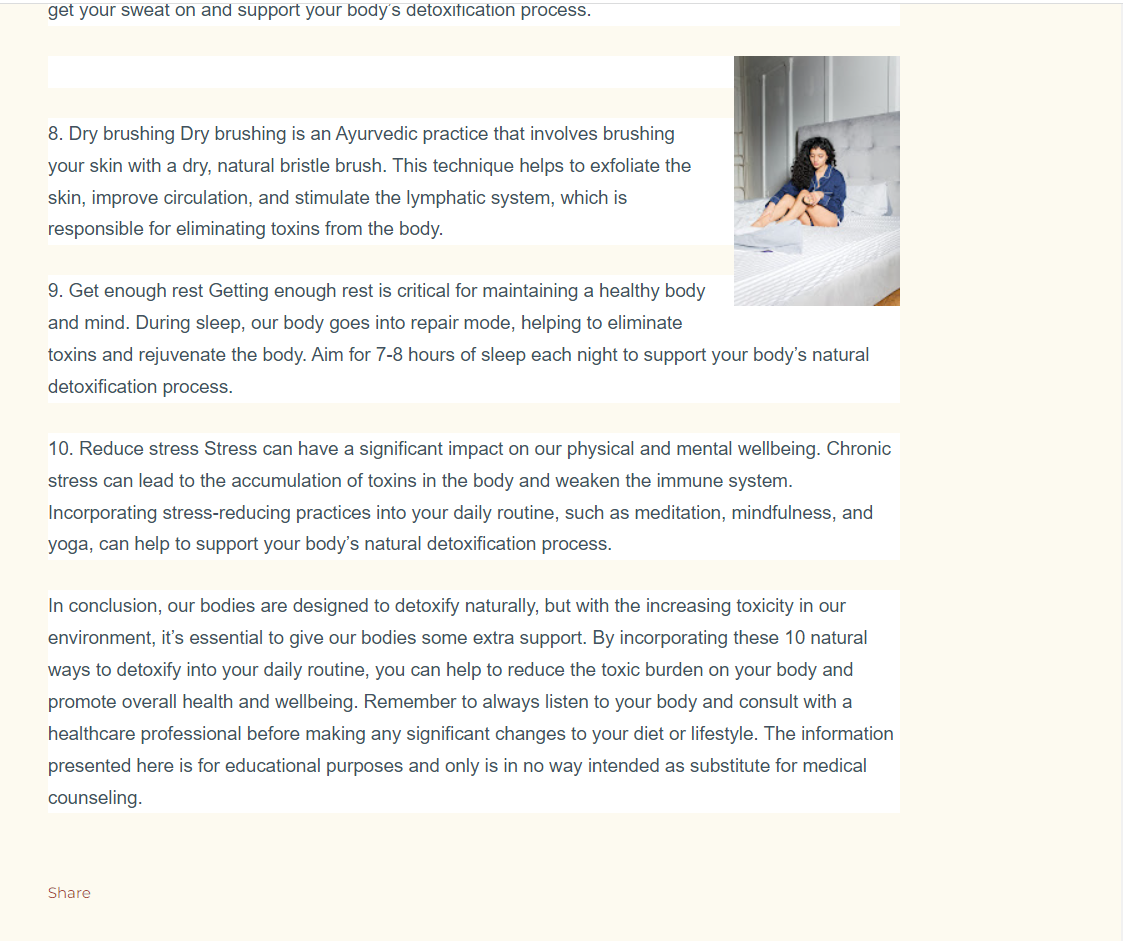 get your sweat on and support your body's detoxification process.
8. Dry brushing Dry brushing is an Ayurvedic practice that involves brushing
your skin with a dry, natural bristle brush. This technique helps to exfoliate the
skin, improve circulation, and stimulate the lymphatic system, which is
responsible for eliminating toxins from the body.
9. Get enough rest Getting enough rest is critical for maintaining a healthy body
and mind. During sleep, our body goes into repair mode, helping to eliminate
toxins and rejuvenate the body. Aim for 7-8 hours of sleep each night to support your body’s natural
detoxification process.
10. Reduce stress Stress can have a significant impact on our physical and mental wellbeing. Chronic
stress can lead to the accumulation of toxins in the body and weaken the immune system.
Incorporating stress-reducing practices into your daily routine, such as meditation, mindfulness, and
yoga, can help to support your body’s natural detoxification process.
In conclusion, our bodies are designed to detoxify naturally, but with the increasing toxicity in our
environment, it’s essential to give our bodies some extra support. By incorporating these 10 natural
ways to detoxify into your daily routine, you can help to reduce the toxic burden on your body and
promote overall health and wellbeing. Remember to always listen to your body and consult with a
healthcare professional before making any significant changes to your diet or lifestyle. The information
presented here is for educational purposes and only is in no way intended as substitute for medical
counseling.
Share